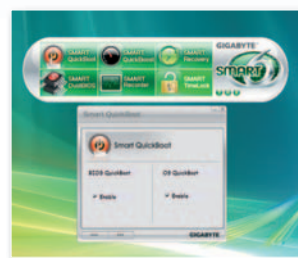 GIGABYTE™
SMART QuickBoot
SMART QuickBoost
SMART Recovery
SMART
SMART DualBIOS
SMART Recorder
SMART TimeLock
Smart QuickBoot
Smart QuickBoot
BIOS QuickBoot
OS QuickBoot
Enable
Enable
GIGABYTE